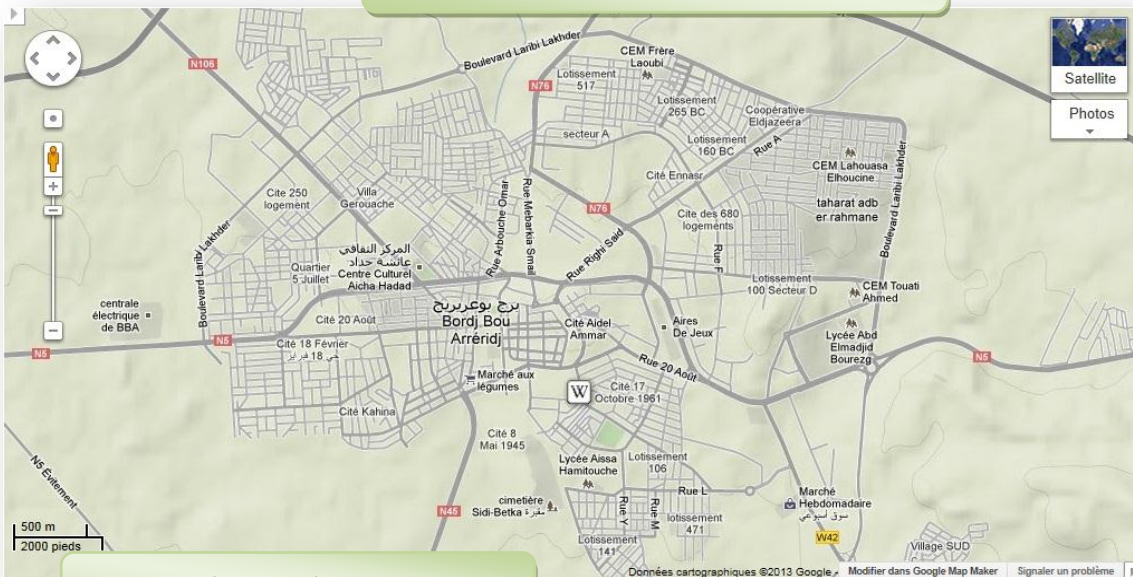 Boulevard Laribi Lakhder
CEM Frère
Laoubi
N106
Lotissement
517
N76
Lotissement
265 BC
Coopérative
Eldjazeera
Satellite
Photos
secteur A
Lotissement
160 BC
Rue A
CEM Lahouasa
Elhoucine
Cité Ennasr
taharat adb
er rahmane
Boulevard Laribi Lakhder
Cite 250
logement
Villa
Gerouache
Rue Arbouche Omar
Rue Mebarkia Smail
N76
Cite des 680
logements
Boulevard Laribi Lakhder
المركز الثقافي
عائشة حداد
Centre Culturel
Aicha Hadad
Quartier
5 Juillet
Rue Righi Said
Rue F
Lotissement
100 Secteur D
CEM Touati
Ahmed
centrale
électrique
de BBA
برج بوعريريج
Bordj Bou
Arréridj
Cité 20 Août
Cité Aidel
Ammar
Aires
De Jeux
Lycée Abd
Elmadjid
Bourezg
N5
Cité 18 Février
حي 18 فبراير
N5
Rue 20 Août
Marché aux
légumes
W
Cité 17
Octobre 1961
Cité Kahina
Cité 8
Mai 1945
Lycée Aissa
Hamitouche
Lotissement
106
N5 Évitement
Rue L
Marché
Hebdomadaire
سوق أسبوعي
cimetière
Sidi-Betka مقبرة
N45
Rue Y
Rue M
lotissement
471
500 m
2000 pieds
Lotissement
141
W42
Village SUD
Données cartographiques ©2013 Google
Modifier dans Google Map Maker
Signaler un problème